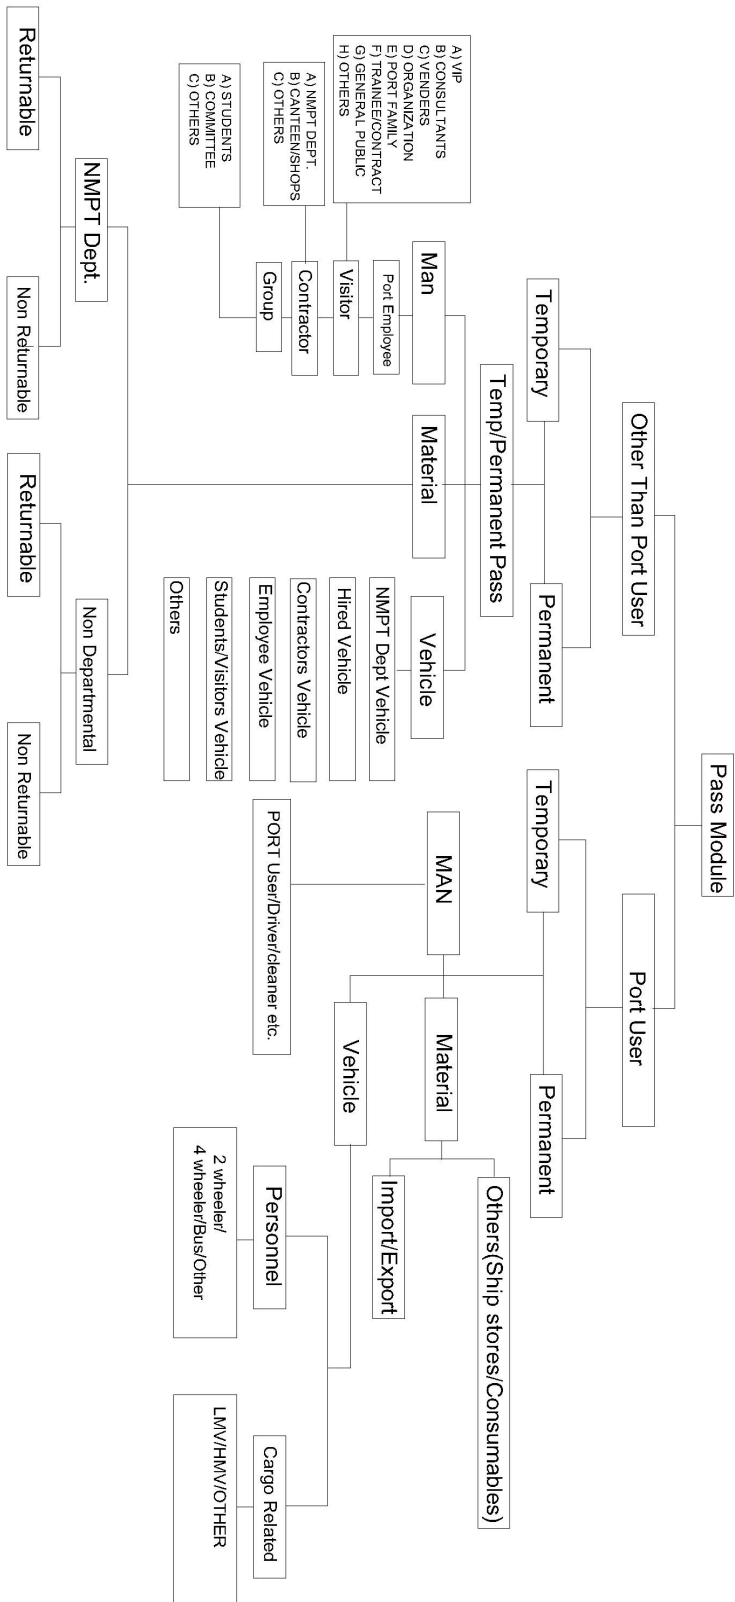 Pass Module
Other Than Port User
Port User
Temporary
Permanent
Temporary
Permanent
Temp/Permanent Pass
Man
Material
Vehicle
Port Employee
Visitor
Contractor
Group
A) VIP
B) CONSULTANTS
C) VENDERS
D) ORGANIZATION
E) PORT FAMILY
F) TRAINEE/CONTRACT
G) GENERAL PUBLIC
H) OTHERS
A) NMPT DEPT.
B) CANTEEN/SHOPS
C) OTHERS
A) STUDENTS
B) COMMITTEE
C) OTHERS
NMPT Dept Vehicle
Hired Vehicle
Contractors Vehicle
Employee Vehicle
Students/Visitors Vehicle
Others
NMPT Dept.
Non Departmental
Returnable
Non Returnable
Returnable
Non Returnable
MAN
Material
Vehicle
PORT User/Driver/cleaner etc.
Others(Ship stores/Consumables)
Import/Export
Personnel
Cargo Related
2 wheeler/
4 wheeler/Bus/Other
LMV/HMV/OTHER